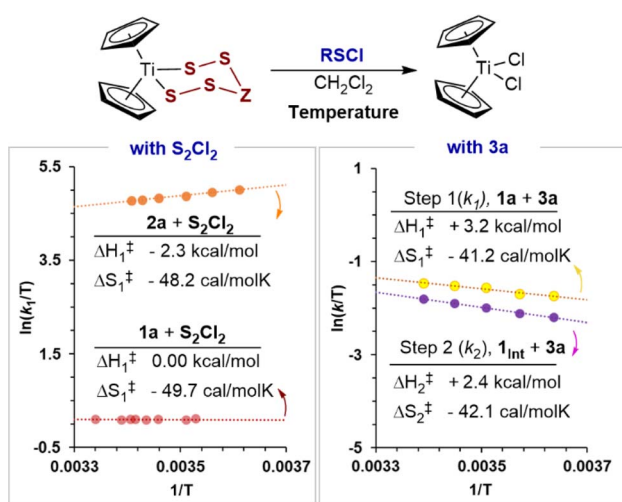 RSCl
CH2Cl2
Temperature
Ti
S
S
S
S
Z
Ti
Cl
Cl
with S2Cl2
5.5
3.5
1.5
-0.5
ln(k1/T)
2a + S2Cl2
ΔH1‡ - 2.3 kcal/mol
ΔS1‡ - 48.2 cal/molK
1a + S2Cl2
ΔH1‡ 0.00 kcal/mol
ΔS1‡ - 49.7 cal/molK
0.0033 0.0035 0.0037
1/T
with 3a
1
-1
-3
-5
ln(k/T)
Step 1(k1), 1a + 3a
ΔH1‡ + 3.2 kcal/mol
ΔS1‡ - 41.2 cal/molK
Step 2 (k2), 1Int + 3a
ΔH2‡ + 2.4 kcal/mol
ΔS2‡ - 42.1 cal/molK
0.0033 0.0035 0.0037
1/T